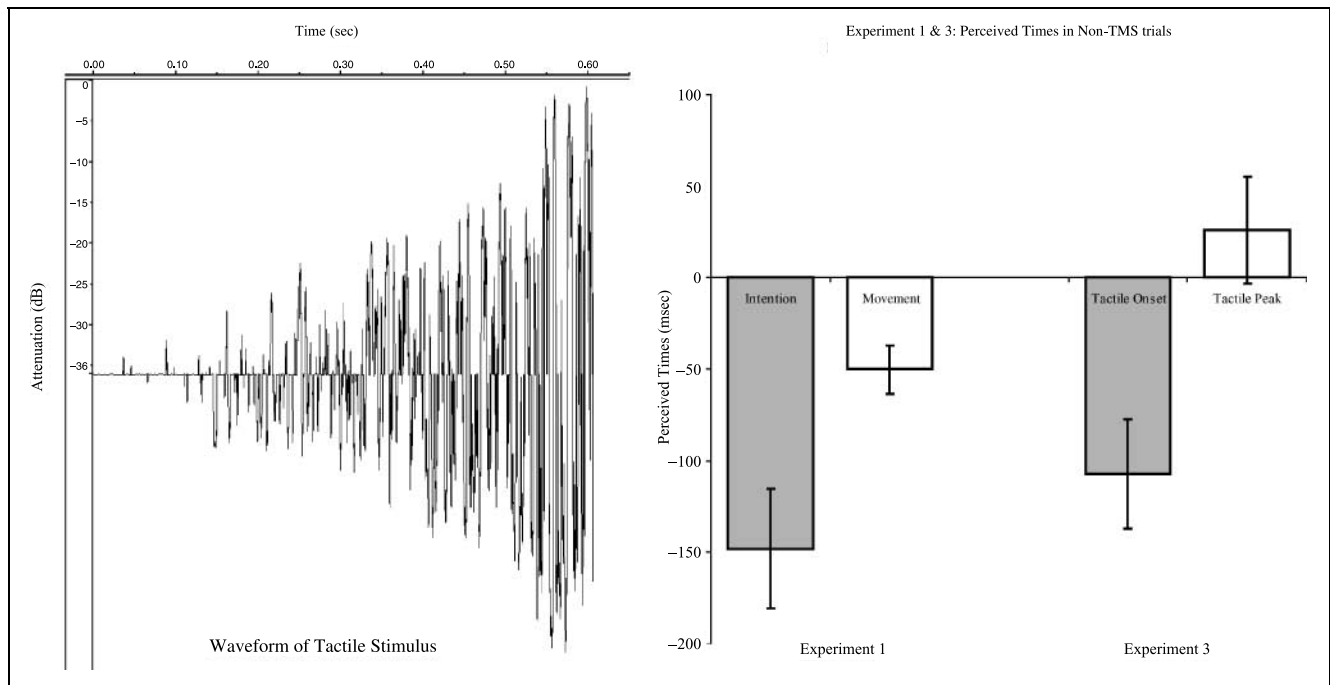 Time (sec)
0.00 0.10 0.20 0.30 0.40 0.50 0.60
0
−5
−10
−15
−20
−25
−30
−36
Attenuation (dB)
Waveform of Tactile Stimulus
Experiment 1 & 3: Perceived Times in Non-TMS trials
100
50
0
−50
−100
−150
−200
Perceived Times (msec)
Intention Movement Tactile Onset Tactile Peak
Experiment 1 Experiment 3